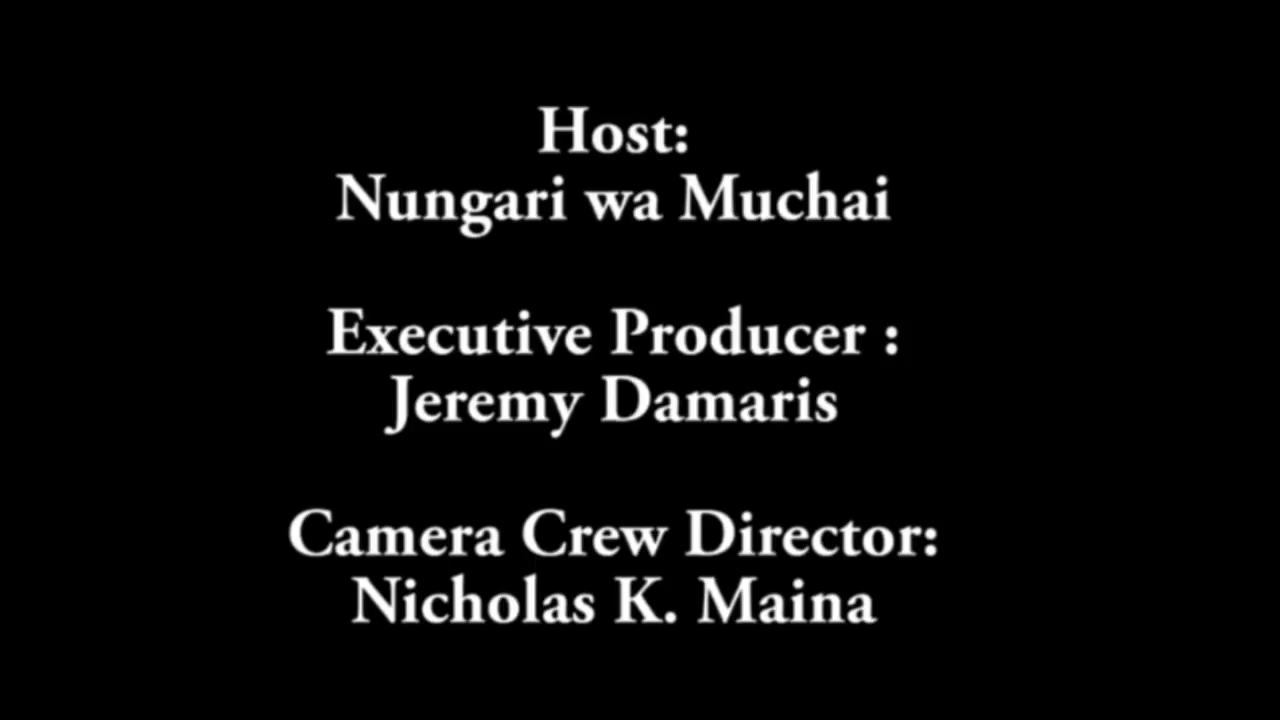 Host:
Nungari wa Muchai
Executive Producer :
Jeremy Damaris
Camera Crew Director:
Nicholas K. Maina